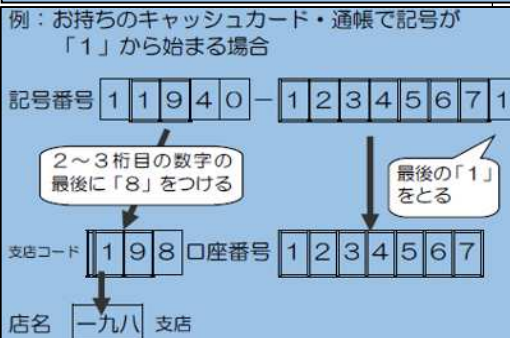 例：お持ちのキャッシュカード・通帳で記号が
「１」から始まる場合
記号番号 1 1 9 4 0 － 1 2 3 4 5 6 7 1
２～３桁目の数字の
最後に「８」をつける
最後の「１」
をとる
支店コード 1 9 8 口座番号 1 2 3 4 5 6 7
店名 一九八 支店